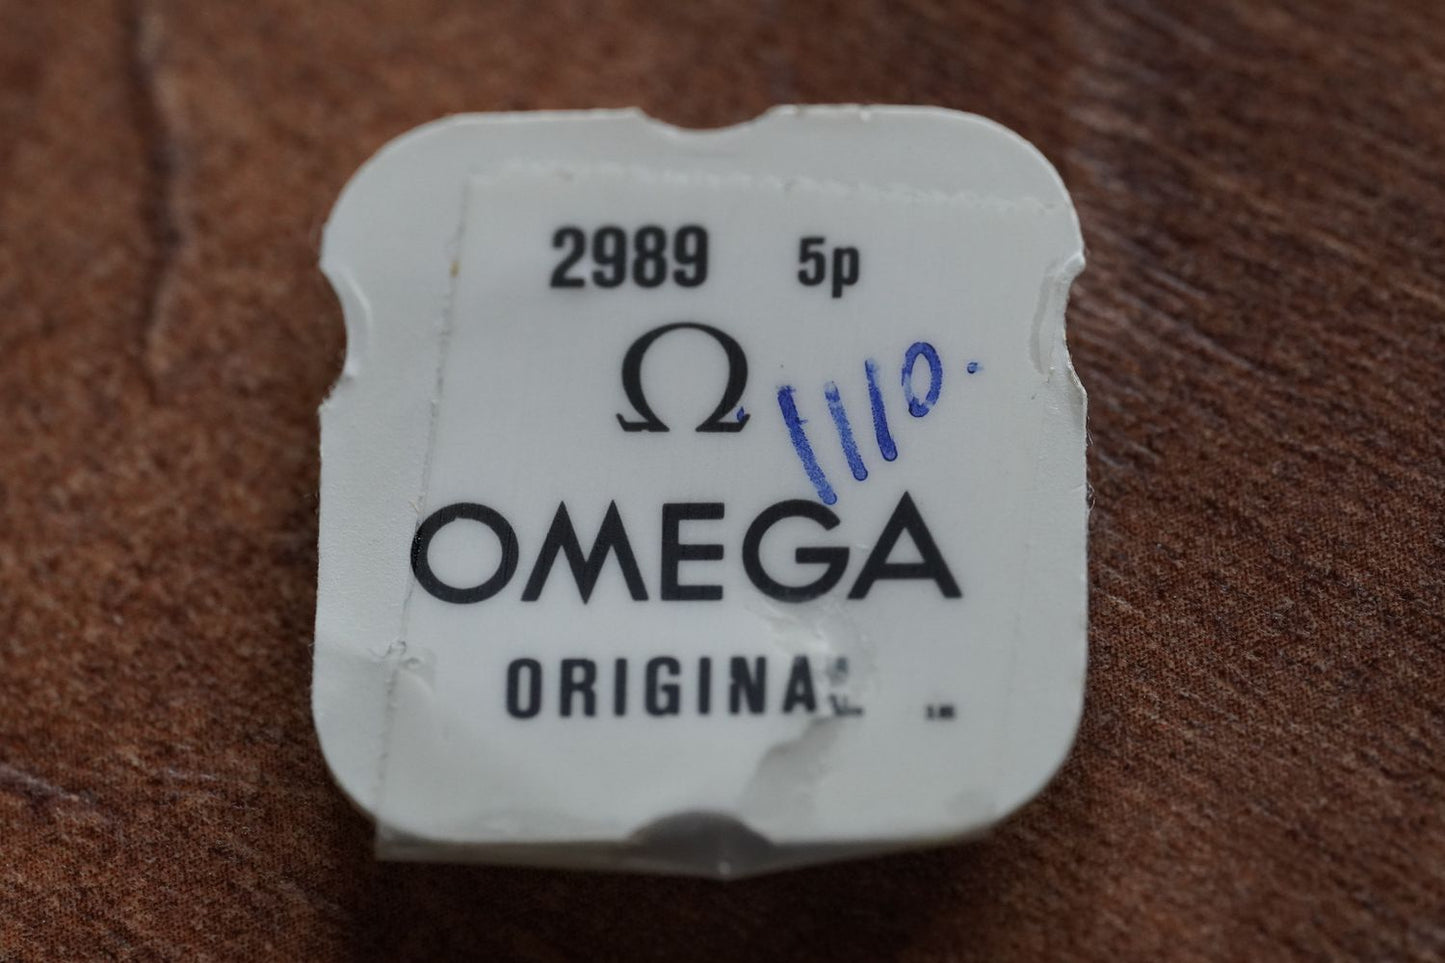 2989 5p
Ω
1110.
OMEGA
ORIGINAL